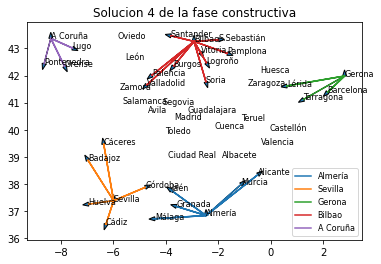 Solucion 4 de la fase constructiva
A Coruña
Lugo
Pontevedra
Orense
Oviedo
León
Santander
Bilbao
S.Sebastián
Vitoria
Pamplona
Logroño
Burgos
Palencia
Valladolid
Zamora
Soria
Huesca
Zaragoza
Lérida
Gerona
Barcelona
Tarragona
Salamanca
Segovia
Ávila
Guadalajara
Madrid
Teruel
Cuenca
Castellón
Toledo
Valencia
Cáceres
Badajoz
Ciudad Real
Albacete
Alicante
Murcia
Córdoba
Jaén
Sevilla
Huelva
Granada
Málaga
Almería
Cádiz
Almería
Sevilla
Gerona
Bilbao
A Coruña
43
42
41
40
39
38
37
36
−8 −6 −4 −2 0 2